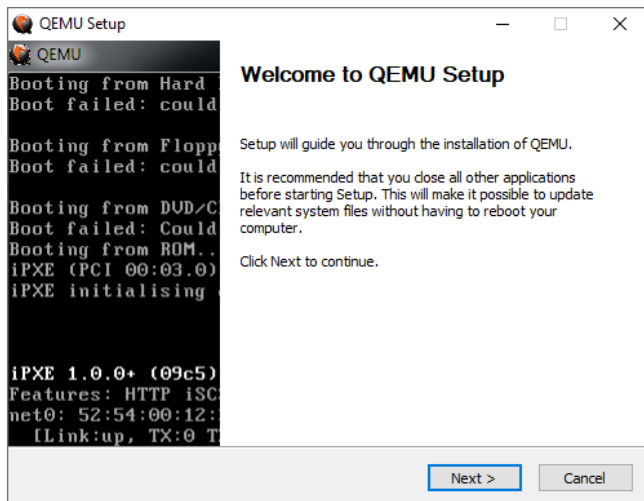 QEMU Setup
QEMU
Booting from Hard
Boot failed: could
Booting from Flopp
Boot failed: could
Booting from DVD/C
Boot failed: Could
Booting from ROM..
iPXE (PCI 00:03.0)
iPXE initialising
iPXE 1.0.0+ (09c5)
Features: HTTP iSC
net0: 52:54:00:12:
[Link:up, TX:0 T
Welcome to QEMU Setup
Setup will guide you through the installation of QEMU.
It is recommended that you close all other applications
before starting Setup. This will make it possible to update
relevant system files without having to reboot your
computer.
Click Next to continue.
Next >
Cancel